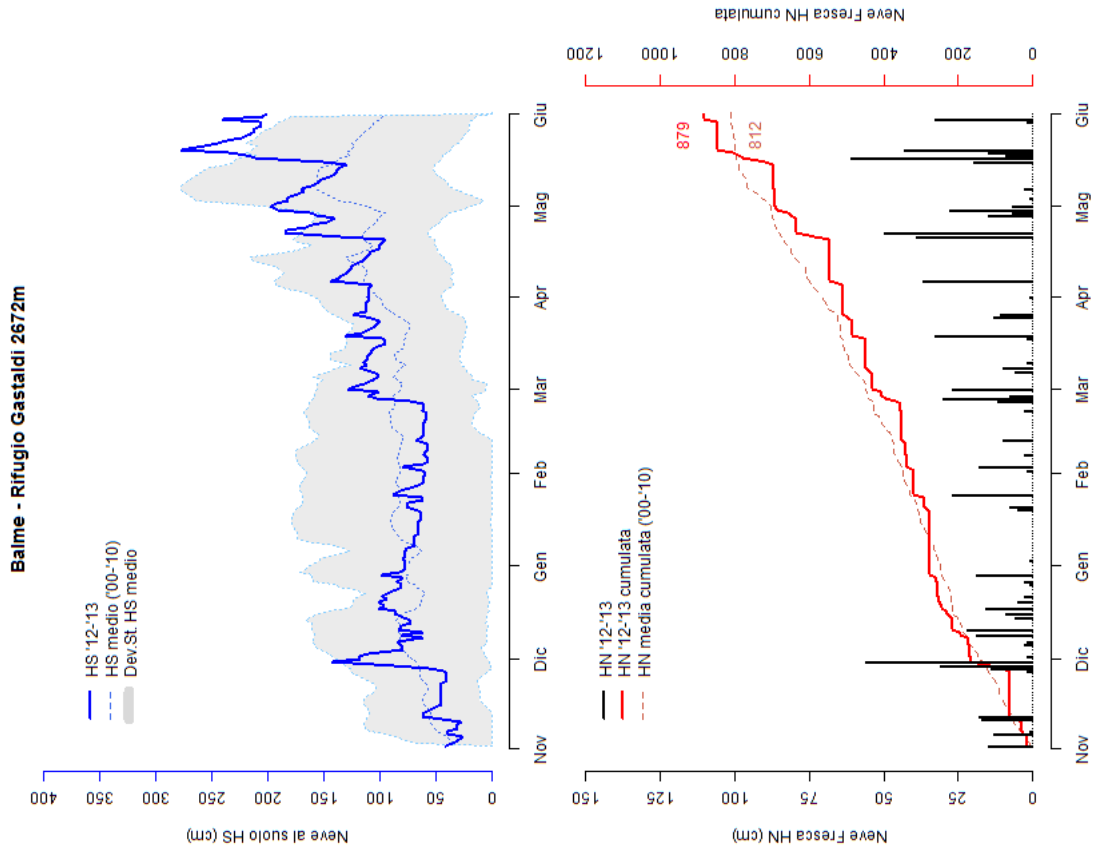 Balme - Rifugio Gastaldi 2672m
Neve al suolo HS (cm)
400
350
300
250
200
150
100
50
0
HS '12-'13
HS medio ('00-'10)
Dev.St. HS medio
Nov
Dic
Gen
Feb
Mar
Apr
Mag
Giu
Neve Fresca HN (cm)
150
125
100
75
50
25
0
HN '12-'13
HN '12-'13 cumulata
HN media cumulata ('00-'10)
879
812
Nov
Dic
Gen
Feb
Mar
Apr
Mag
Giu
1200
1000
800
600
400
200
0
Neve Fresca HN cumulata